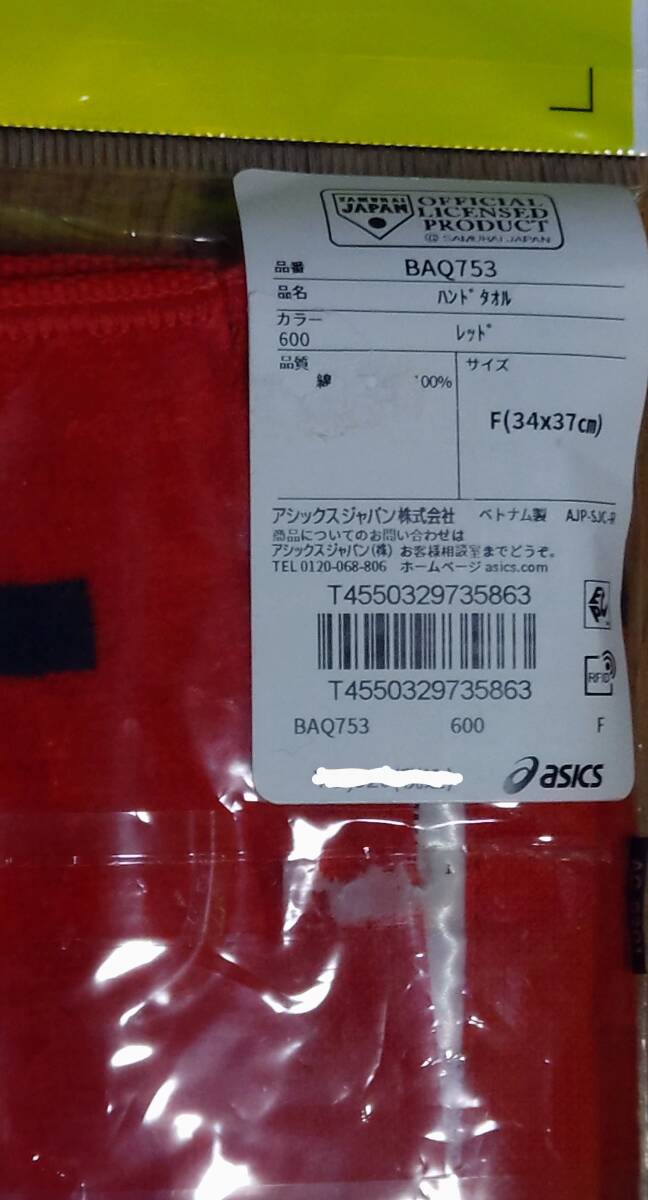 SAMURAI
JAPAN
OFFICIAL
LICENSED
PRODUCT
© SAMURAI JAPAN
品番 BAQ753
品名 ハンドタオル
カラー
600 レッド
品質 サイズ
綿 00%
F(34x37㎝)
アシックスジャパン株式会社 ベトナム製 AJP-SJC-R
商品についてのお問い合わせは
アシックスジャパン(株) お客様相談室までどうぞ。
TEL 0120-068-806 ホームページ asics.com
T4550329735863
T4550329735863
RFID
BAQ753 600 F
asics